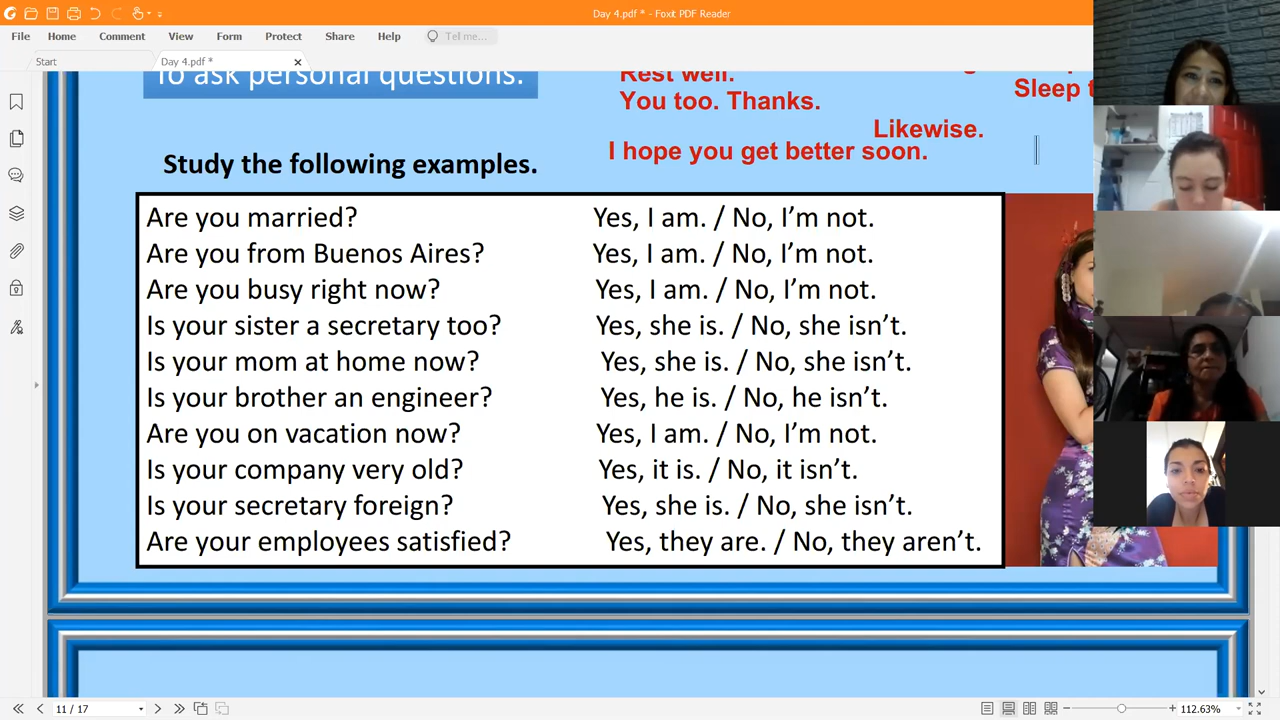 Day 4.pdf * - Foxit PDF Reader
File Home Comment View Form Protect Share Help Tell me...
Start Day 4.pdf *
To ask personal questions.
Rest well.
Sleep
You too. Thanks.
Likewise.
I hope you get better soon.
Study the following examples.
Are you married? Yes, I am. / No, I’m not.
Are you from Buenos Aires? Yes, I am. / No, I’m not.
Are you busy right now? Yes, I am. / No, I’m not.
Is your sister a secretary too? Yes, she is. / No, she isn’t.
Is your mom at home now? Yes, she is. / No, she isn’t.
Is your brother an engineer? Yes, he is. / No, he isn’t.
Are you on vacation now? Yes, I am. / No, I’m not.
Is your company very old? Yes, it is. / No, it isn’t.
Is your secretary foreign? Yes, she is. / No, she isn’t.
Are your employees satisfied? Yes, they are. / No, they aren’t.
11 / 17 112.63%